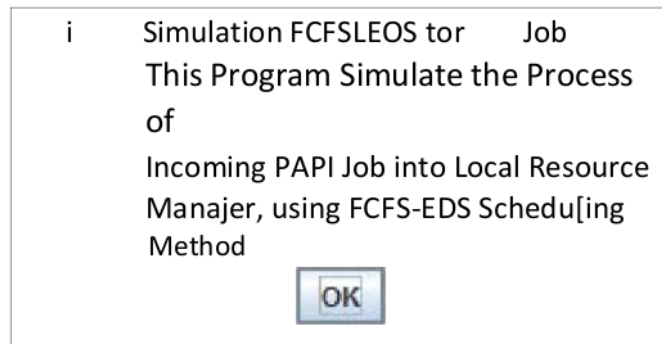 i Simulation FCFSLEOS tor Job
This Program Simulate the Process
of
Incoming PAPI Job into Local Resource
Manajer, using FCFS-EDS Schedu[ing
Method
OK